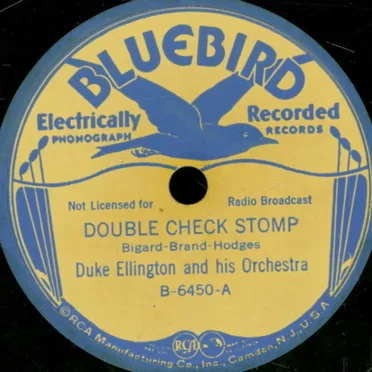 BLUEBIRD
Electrically Recorded
PHONOGRAPH RECORDS
Not Licensed for Radio Broadcast
DOUBLE CHECK STOMP
Bigard-Brand-Hodges
Duke Ellington and his Orchestra
B-6450-A
RCA
©RCA Manufacturing Co., Inc., Camden, N.J., U.S.A.